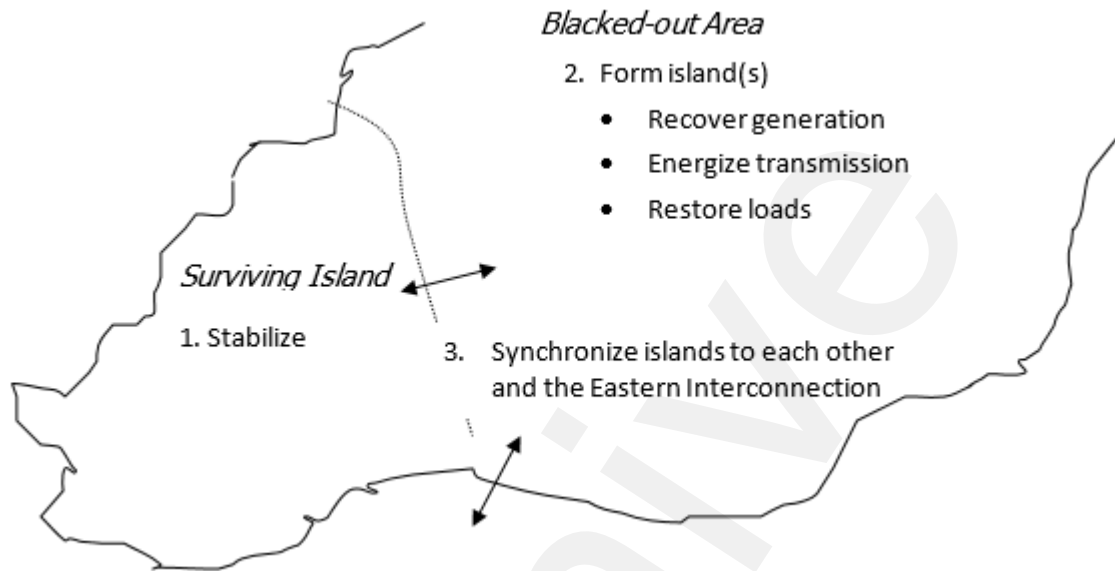 Blacked-out Area
2. Form island(s)
• Recover generation
• Energize transmission
• Restore loads
Surviving Island
1. Stabilize
3. Synchronize islands to each other
and the Eastern Interconnection